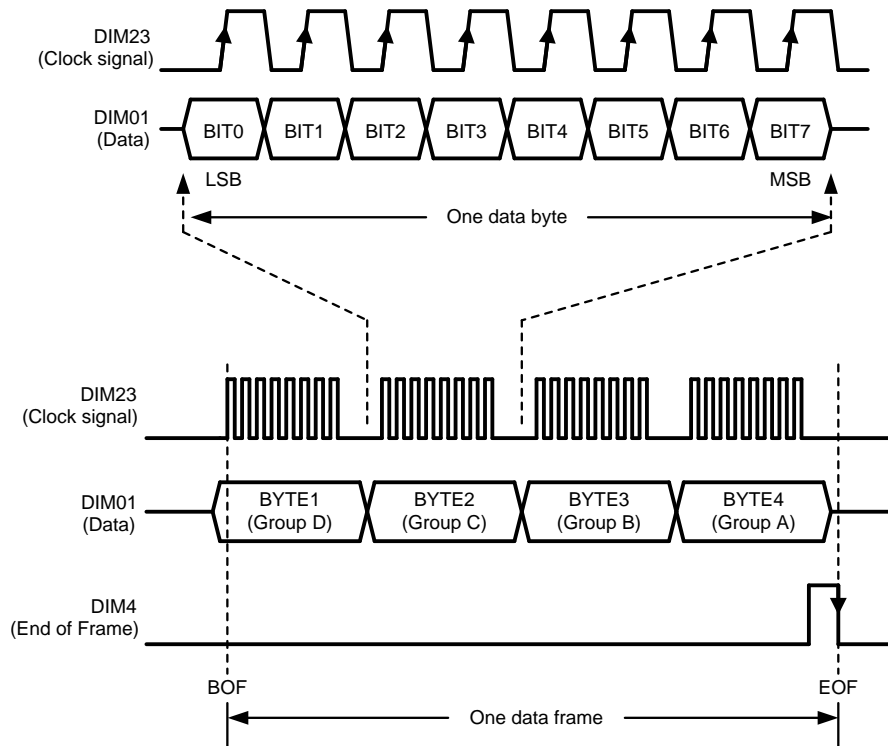 DIM23
(Clock signal)
DIM01
(Data)
BIT0 BIT1 BIT2 BIT3 BIT4 BIT5 BIT6 BIT7
LSB MSB
One data byte
DIM23
(Clock signal)
DIM01
(Data)
BYTE1 BYTE2 BYTE3 BYTE4
(Group D) (Group C) (Group B) (Group A)
DIM4
(End of Frame)
BOF EOF
One data frame